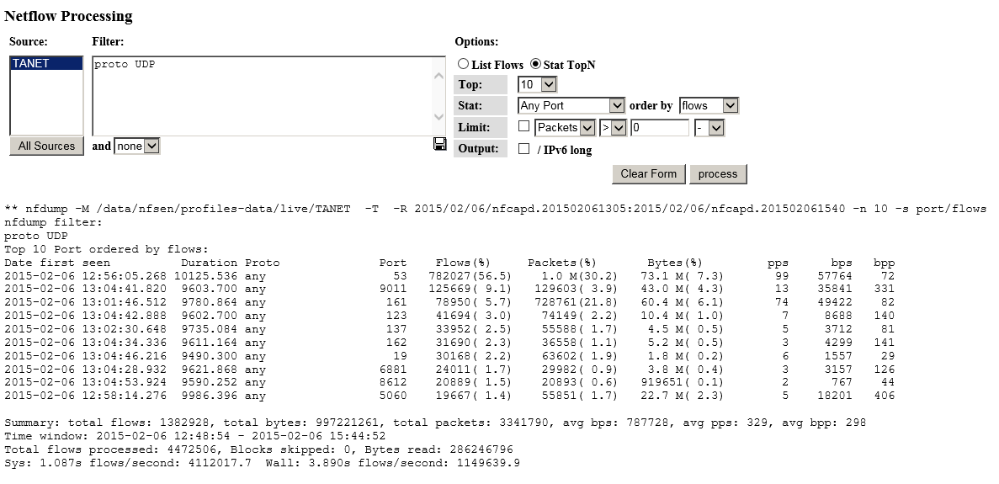 Netflow Processing
Source: Filter: Options:
TANET proto UDP List Flows Stat TopN
Top: 10
Stat: Any Port order by flows
Limit: Packets > 0 -
All Sources and none Output: / IPv6 long
Clear Form process
** nfdump -M /data/nfsen/profiles-data/live/TANET  -T  -R 2015/02/06/nfcapd.201502061305:2015/02/06/nfcapd.201502061540 -n 10 -s port/flows
nfdump filter:
proto UDP
Top 10 Port ordered by flows:
Date first seen          Duration Proto              Port    Flows(%)     Packets(%)       Bytes(%)         pps      bps   bpp
2015-02-06 12:56:05.268 10125.536 any                  53   782027(56.5)    1.0 M(30.2)   73.1 M( 7.3)       99    57764    72
2015-02-06 13:04:41.820  9603.700 any                9011   125669( 9.1)   129603( 3.9)   43.0 M( 4.3)       13    35841   331
2015-02-06 13:01:46.512  9780.864 any                 161    78950( 5.7)   728761(21.8)   60.4 M( 6.1)       74    49422    82
2015-02-06 13:04:42.888  9602.700 any                 123    41694( 3.0)    74149( 2.2)   10.4 M( 1.0)        7     8688   140
2015-02-06 13:02:30.648  9735.084 any                 137    33952( 2.5)    55588( 1.7)    4.5 M( 0.5)        5     3712    81
2015-02-06 13:04:34.336  9611.164 any                 162    31690( 2.3)    36558( 1.1)    5.2 M( 0.5)        3     4299   141
2015-02-06 13:04:46.216  9490.300 any                  19    30168( 2.2)    63602( 1.9)    1.8 M( 0.2)        6     1557    29
2015-02-06 13:04:28.932  9621.868 any                6881    24011( 1.7)    29982( 0.9)    3.8 M( 0.4)        3     3157   126
2015-02-06 13:04:53.924  9590.252 any                8612    20889( 1.5)    20893( 0.6)   919651( 0.1)        2      767    44
2015-02-06 12:58:14.276  9986.396 any                5060    19667( 1.4)    55851( 1.7)   22.7 M( 2.3)        5    18201   406
Summary: total flows: 1382928, total bytes: 997221261, total packets: 3341790, avg bps: 787728, avg pps: 329, avg bpp: 298
Time window: 2015-02-06 12:48:54 - 2015-02-06 15:44:52
Total flows processed: 4472506, Blocks skipped: 0, Bytes read: 286246796
Sys: 1.087s flows/second: 4112017.7  Wall: 3.890s flows/second: 1149639.9